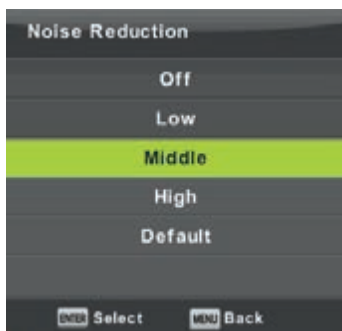 Noise Reduction
Off
Low
Middle
High
Default
ENTER Select MENU Back